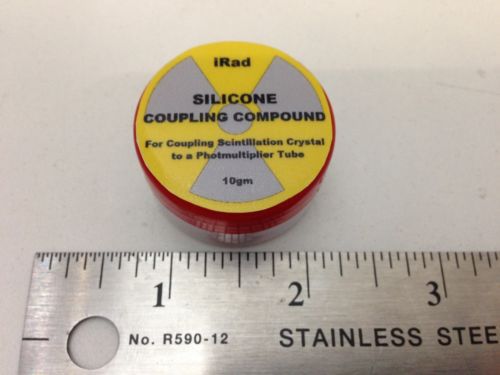 iRad
SILICONE
COUPLING COMPOUND
For Coupling Scintillation Crystal
to a Photmultiplier Tube
10gm
1 2 3
No. R590-12 STAINLESS STEE